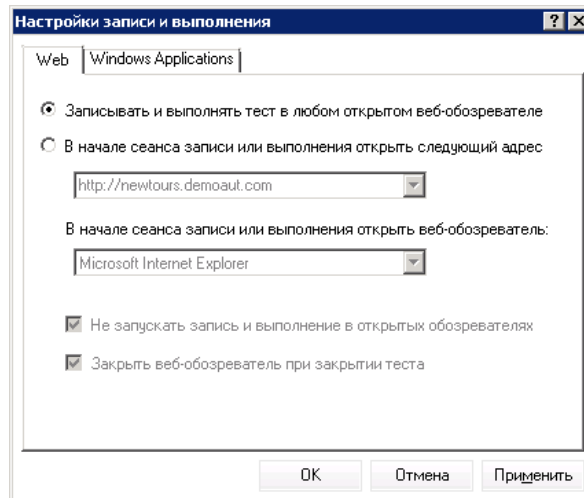 Настройки записи и выполнения
Web Windows Applications
Записывать и выполнять тест в любом открытом веб-обозревателе
В начале сеанса записи или выполнения открыть следующий адрес
http://newtours.demoaut.com
В начале сеанса записи или выполнения открыть веб-обозреватель:
Microsoft Internet Explorer
Не запускать запись и выполнение в открытых обозревателях
Закрыть веб-обозреватель при закрытии теста
OK Отмена Применить